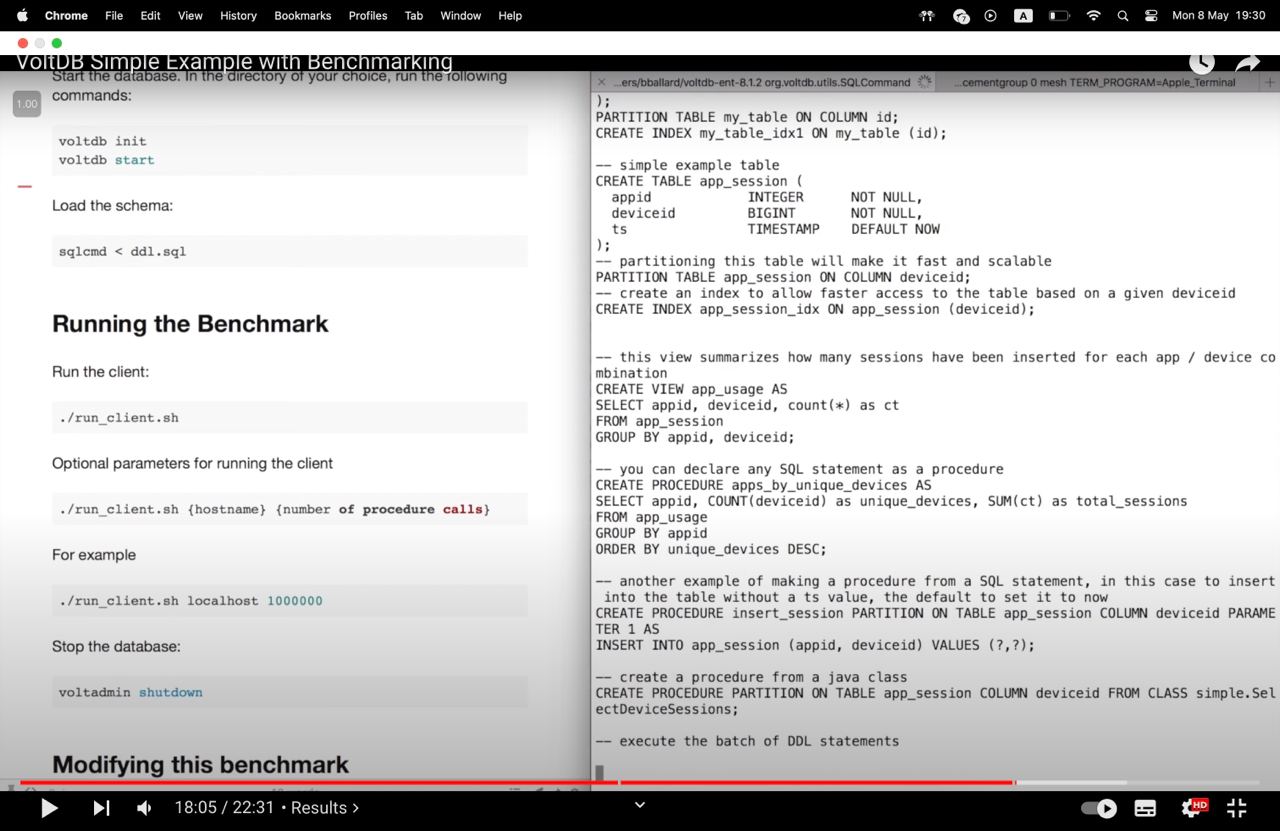 Chrome File Edit View History Bookmarks Profiles Tab Window Help
A
Mon 8 May 19:30
VoltDB Simple Example with Benchmarking
Start the database. In the directory of your choice, run the following
commands:
1.00
voltdb init
voltdb start
Load the schema:
sqlcmd < ddl.sql
Running the Benchmark
Run the client:
./run_client.sh
Optional parameters for running the client
./run_client.sh {hostname} {number of procedure calls}
For example
./run_client.sh localhost 1000000
Stop the database:
voltadmin shutdown
Modifying this benchmark
...ers/bballard/voltdb-ent-8.1.2 org.voltdb.utils.SQLCommand
...cementgroup 0 mesh TERM_PROGRAM=Apple_Terminal
);
PARTITION TABLE my_table ON COLUMN id;
CREATE INDEX my_table_idx1 ON my_table (id);
-- simple example table
CREATE TABLE app_session (
appid INTEGER NOT NULL,
deviceid BIGINT NOT NULL,
ts TIMESTAMP DEFAULT NOW
);
-- partitioning this table will make it fast and scalable
PARTITION TABLE app_session ON COLUMN deviceid;
-- create an index to allow faster access to the table based on a given deviceid
CREATE INDEX app_session_idx ON app_session (deviceid);
-- this view summarizes how many sessions have been inserted for each app / device co
mbination
CREATE VIEW app_usage AS
SELECT appid, deviceid, count(*) as ct
FROM app_session
GROUP BY appid, deviceid;
-- you can declare any SQL statement as a procedure
CREATE PROCEDURE apps_by_unique_devices AS
SELECT appid, COUNT(deviceid) as unique_devices, SUM(ct) as total_sessions
FROM app_usage
GROUP BY appid
ORDER BY unique_devices DESC;
-- another example of making a procedure from a SQL statement, in this case to insert
into the table without a ts value, the default to set it to now
CREATE PROCEDURE insert_session PARTITION ON TABLE app_session COLUMN deviceid PARAME
TER 1 AS
INSERT INTO app_session (appid, deviceid) VALUES (?,?);
-- create a procedure from a java class
CREATE PROCEDURE PARTITION ON TABLE app_session COLUMN deviceid FROM CLASS simple.Sel
ectDeviceSessions;
-- execute the batch of DDL statements
18:05 / 22:31 • Results >
HD